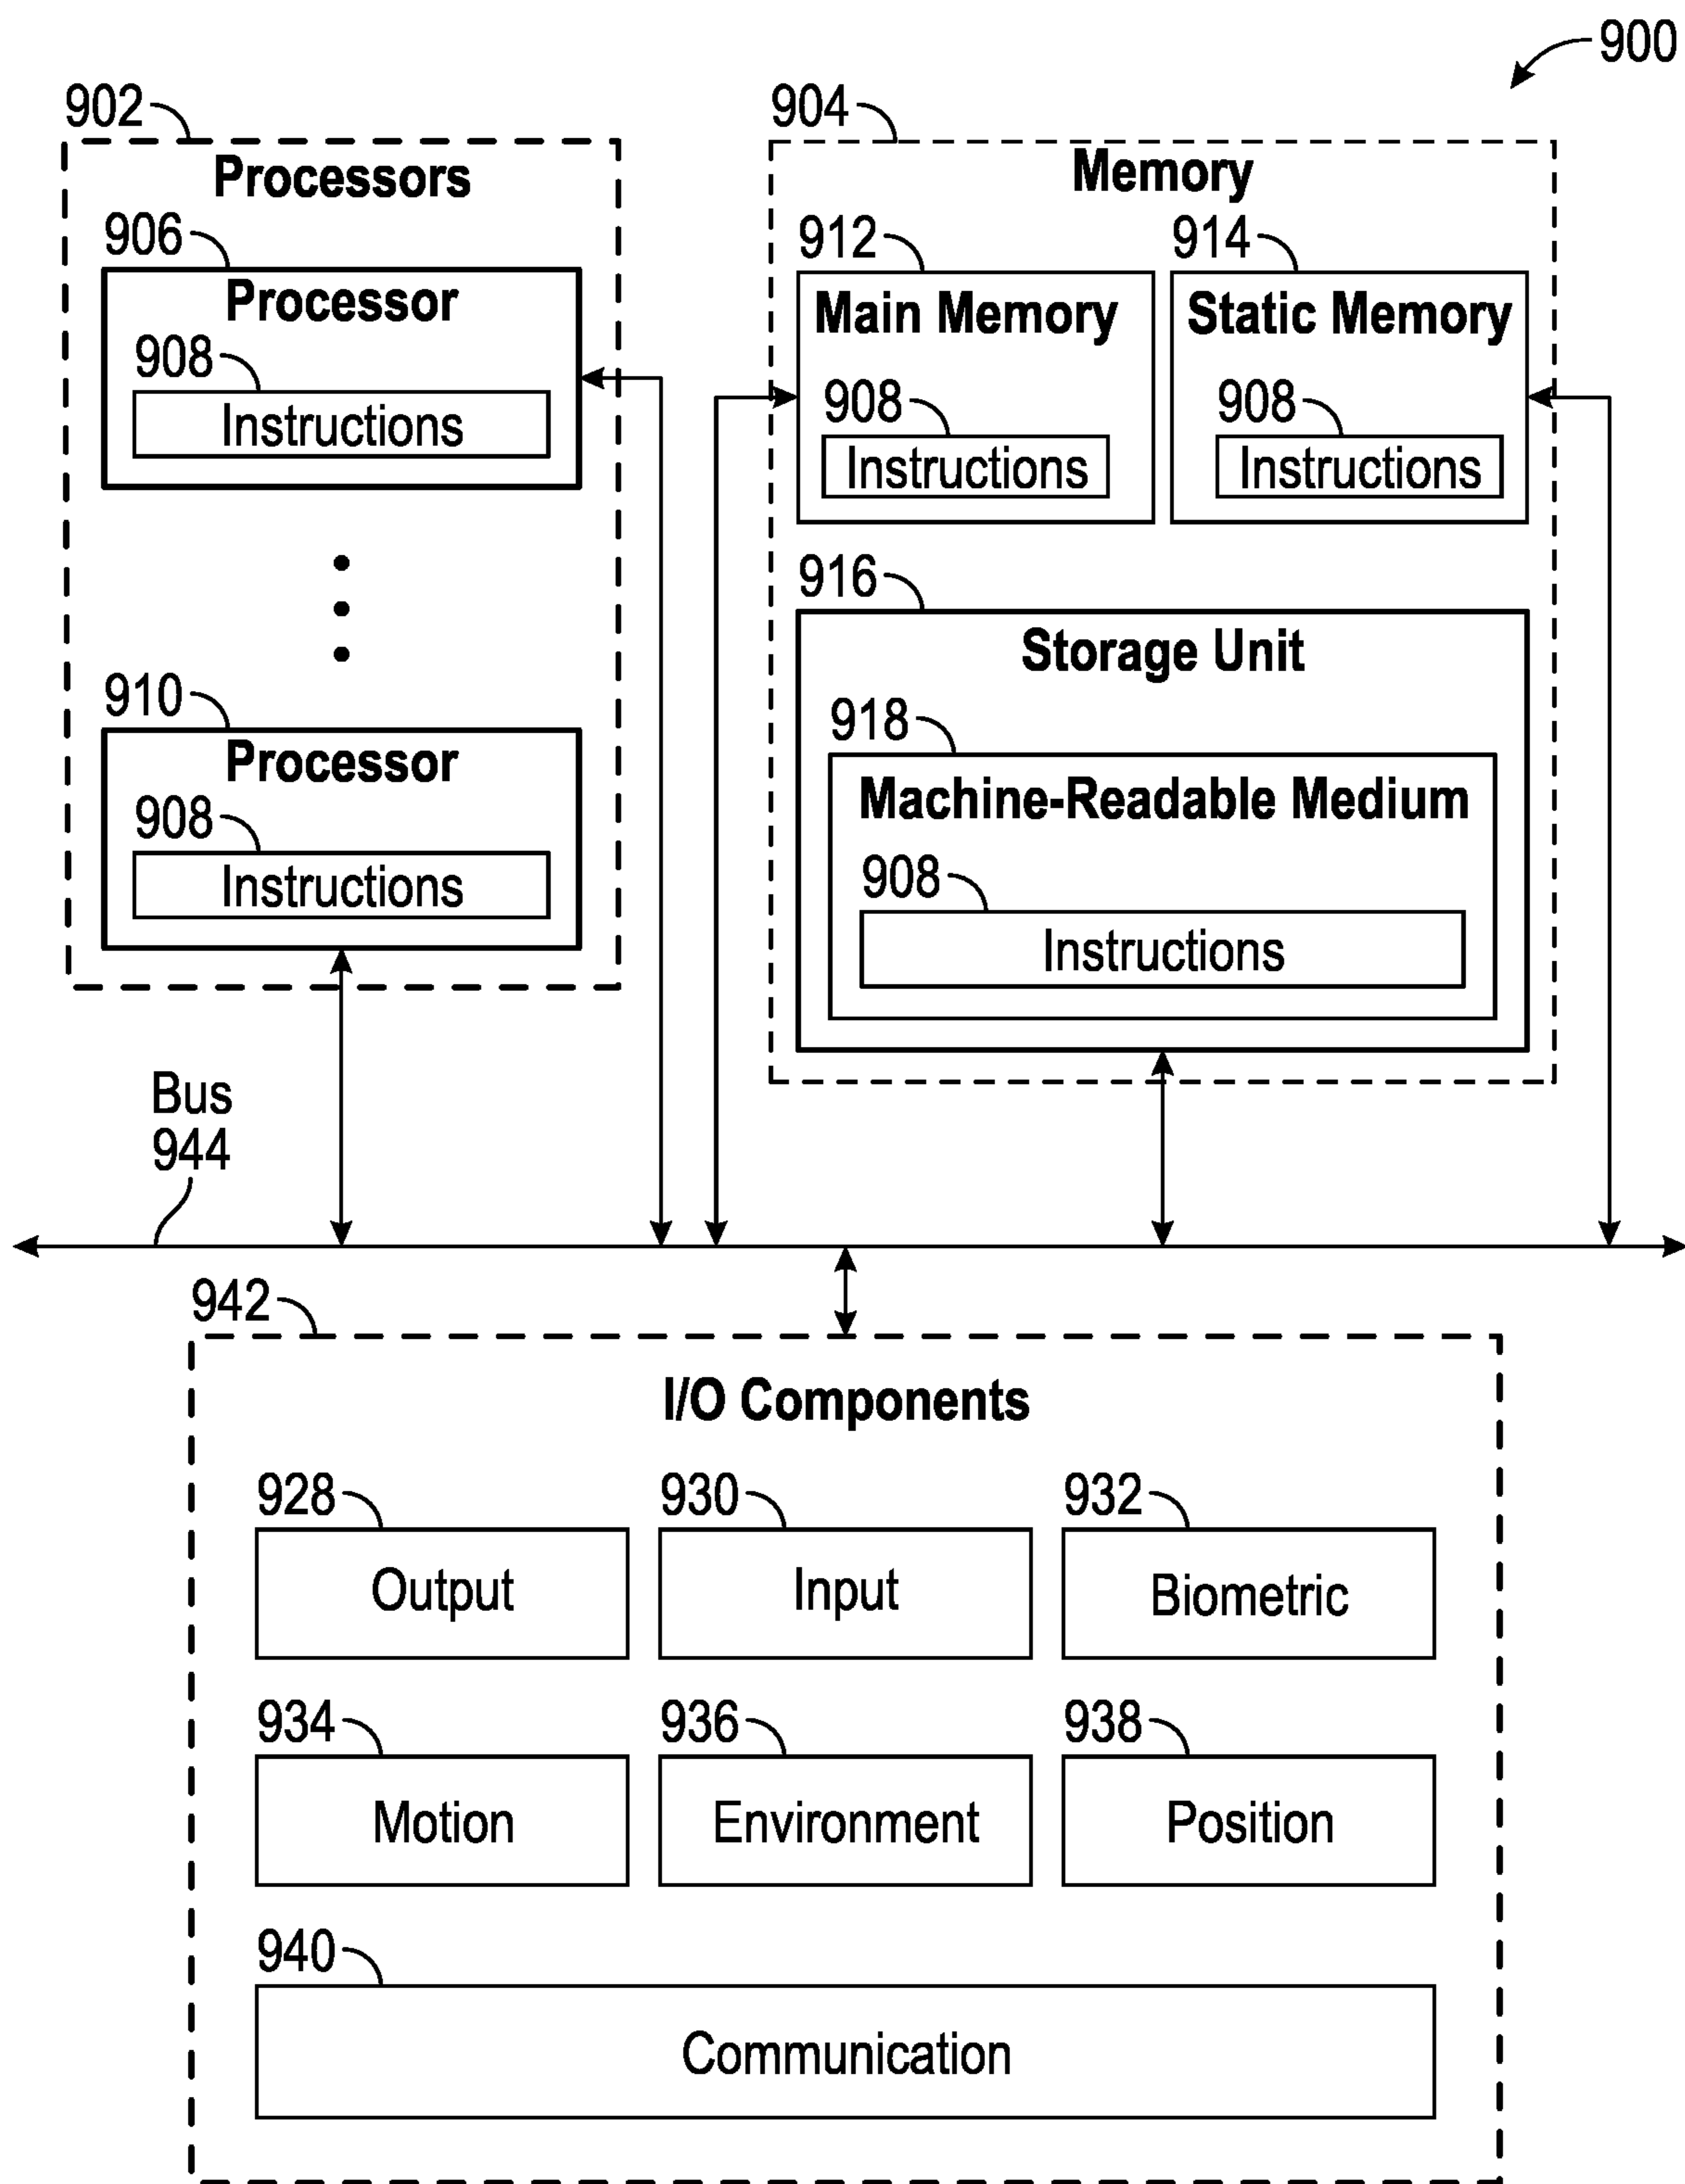 900
902
Processors
906
Processor
908
Instructions
910
Processor
908
Instructions
904
Memory
912
Main Memory
908
Instructions
914
Static Memory
908
Instructions
916
Storage Unit
918
Machine-Readable Medium
908
Instructions
Bus
944
942
I/O Components
928
Output
930
Input
932
Biometric
934
Motion
936
Environment
938
Position
940
Communication